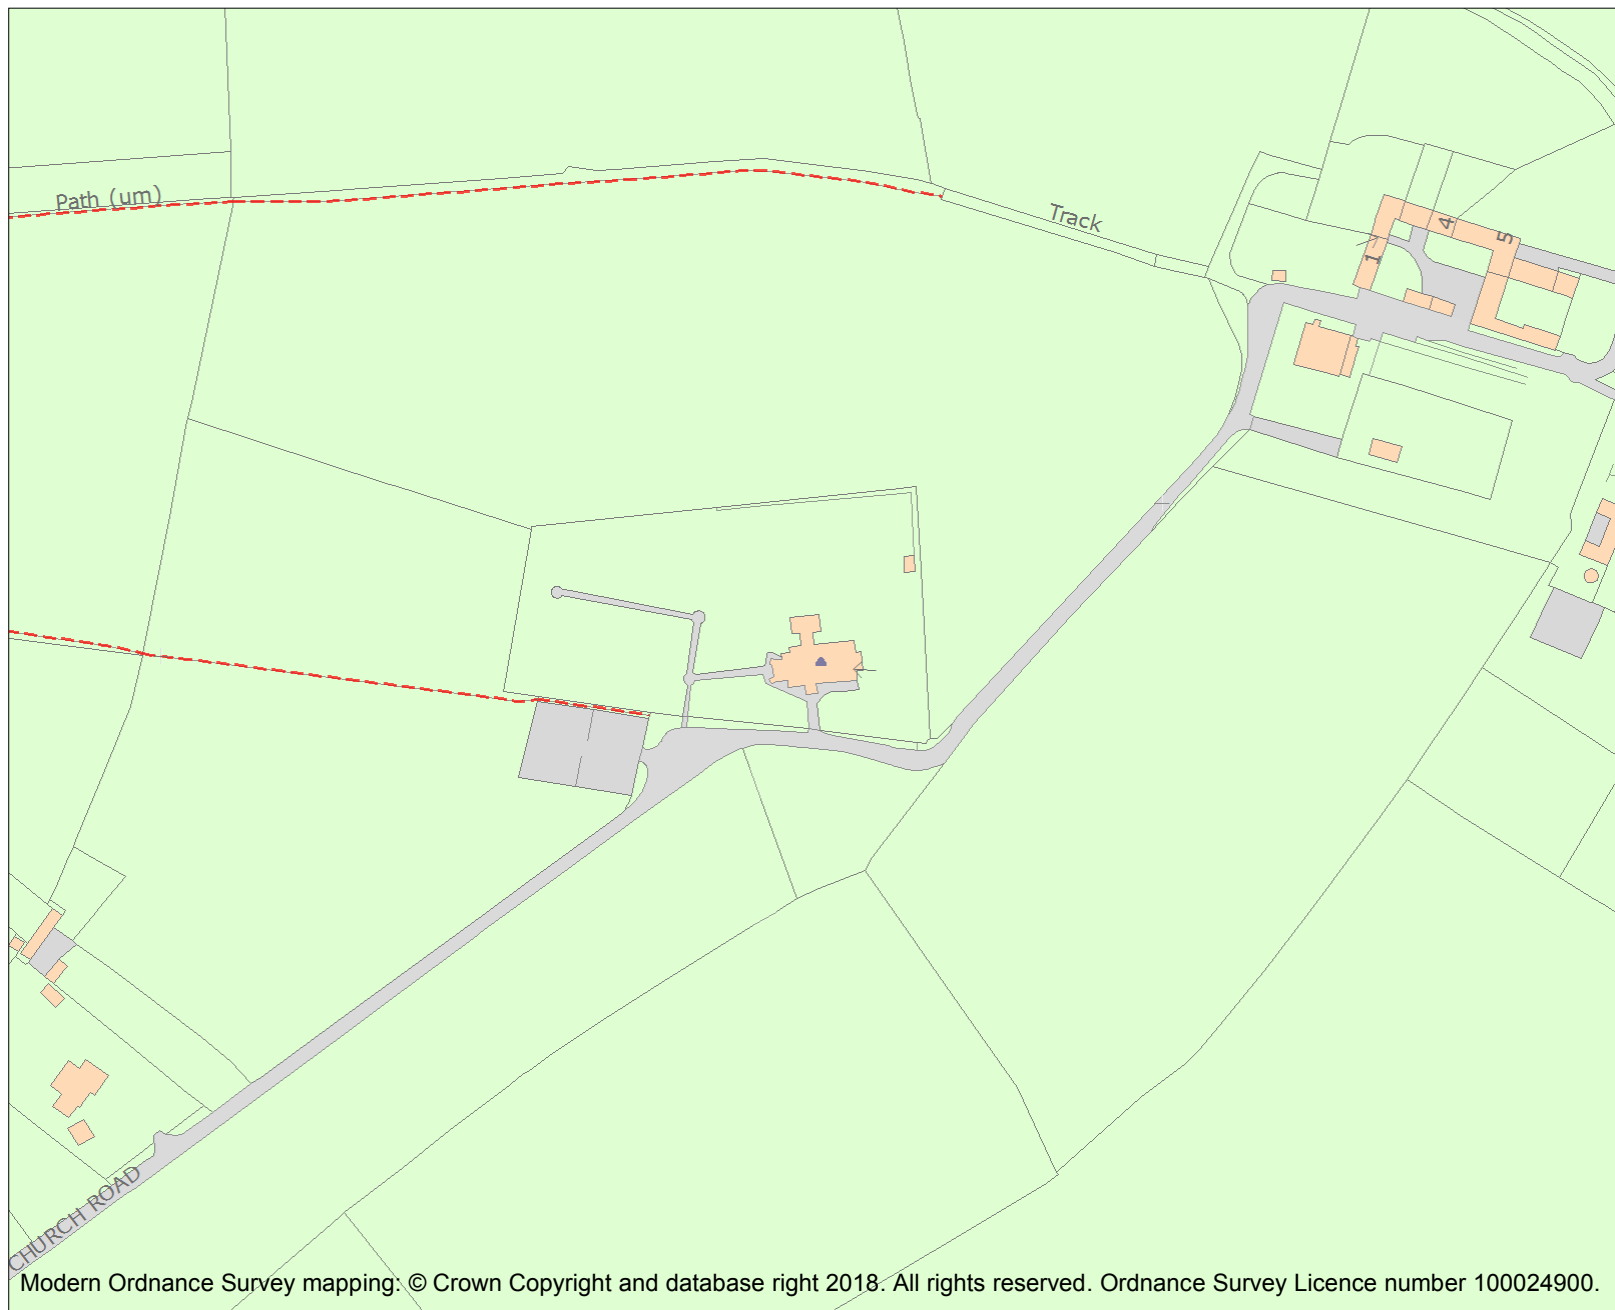 Path (um)
Track
4
5
1
CHURCH ROAD
Modern Ordnance Survey mapping: © Crown Copyright and database right 2018. All rights reserved. Ordnance Survey Licence number 100024900.